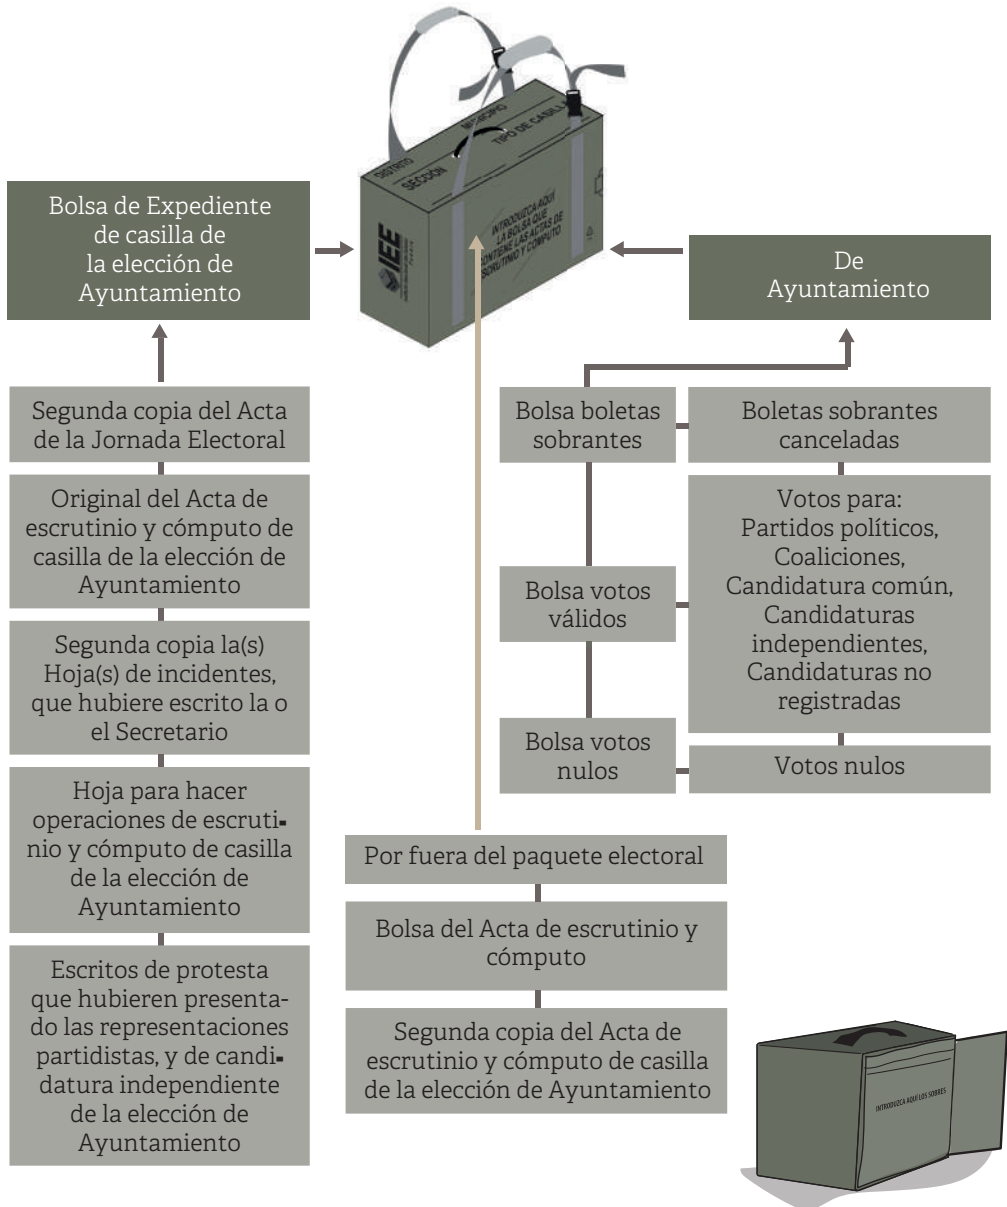 DISTRITO
MUNICIPIO
SECCIÓN
TIPO DE CASILLA
IEE
Puebla
INTRODUZCA AQUÍ
LA BOLSA QUE
CONTIENE LAS ACTAS DE
ESCRUTINIO Y CÓMPUTO
Bolsa de Expediente
de casilla de
la elección de
Ayuntamiento
De
Ayuntamiento
Segunda copia del Acta
de la Jornada Electoral
Original del Acta de
escrutinio y cómputo de
casilla de la elección de
Ayuntamiento
Segunda copia la(s)
Hoja(s) de incidentes,
que hubiere escrito la o
el Secretario
Hoja para hacer
operaciones de escruti-
nio y cómputo de casilla
de la elección de
Ayuntamiento
Escritos de protesta
que hubieren presenta-
do las representaciones
partidistas, y de candi-
datura independiente
de la elección de
Ayuntamiento
Bolsa boletas
sobrantes
Boletas sobrantes
canceladas
Bolsa votos
válidos
Votos para:
Partidos políticos,
Coaliciones,
Candidatura común,
Candidaturas
independientes,
Candidaturas no
registradas
Bolsa votos
nulos
Votos nulos
Por fuera del paquete electoral
Bolsa del Acta de escrutinio y
cómputo
Segunda copia del Acta de
escrutinio y cómputo de casilla
de la elección de Ayuntamiento
INTRODUZCA AQUÍ LOS SOBRES